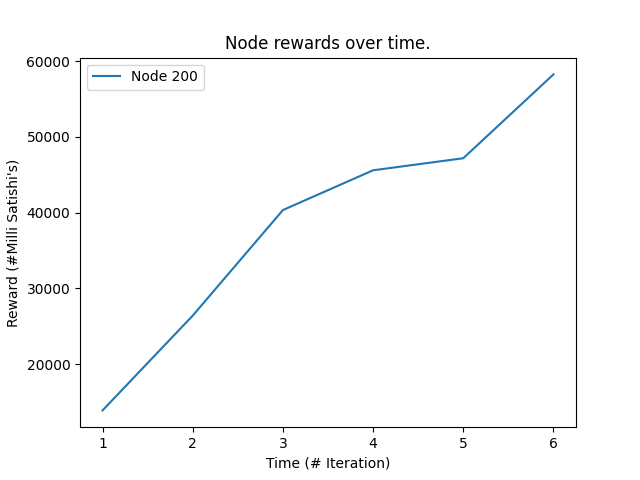 Node rewards over time.
Node 200
60000
50000
40000
30000
20000
Reward (#Milli Satishi's)
1 2 3 4 5 6
Time (# Iteration)